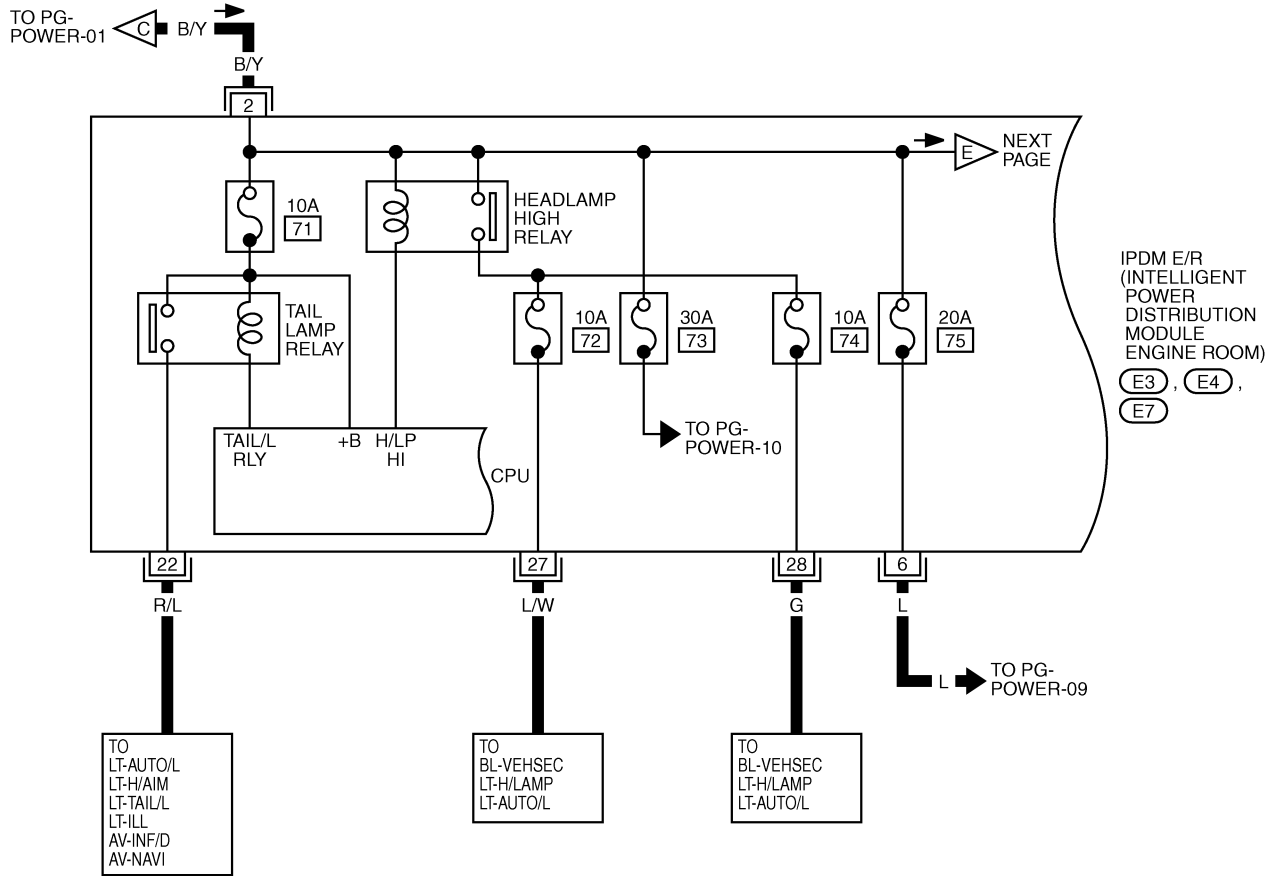 TO PG-
POWER-01
C
B/Y
B/Y
2
E
NEXT
PAGE
10A
71
HEADLAMP
HIGH
RELAY
IPDM E/R
(INTELLIGENT
POWER
DISTRIBUTION
MODULE
ENGINE ROOM)
E3 , E4 ,
E7
TAIL
LAMP
RELAY
10A
72
30A
73
10A
74
20A
75
TAIL/L
RLY
+B
H/LP
HI
CPU
TO PG-
POWER-10
22
27
28
6
R/L
L/W
G
L
L
TO PG-
POWER-09
TO
LT-AUTO/L
LT-H/AIM
LT-TAIL/L
LT-ILL
AV-INF/D
AV-NAVI
TO
BL-VEHSEC
LT-H/LAMP
LT-AUTO/L
TO
BL-VEHSEC
LT-H/LAMP
LT-AUTO/L